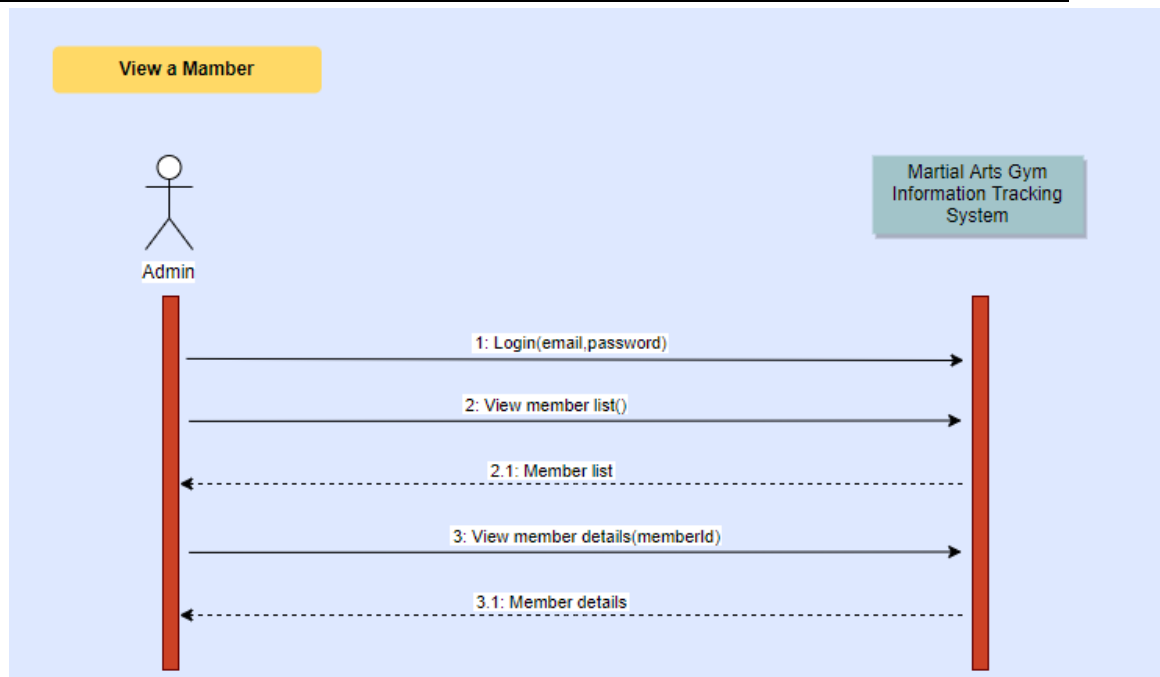 View a Mamber
Martial Arts Gym
Information Tracking
System
Admin
1: Login(email,password)
2: View member list()
2.1: Member list
3: View member details(memberId)
3.1: Member details